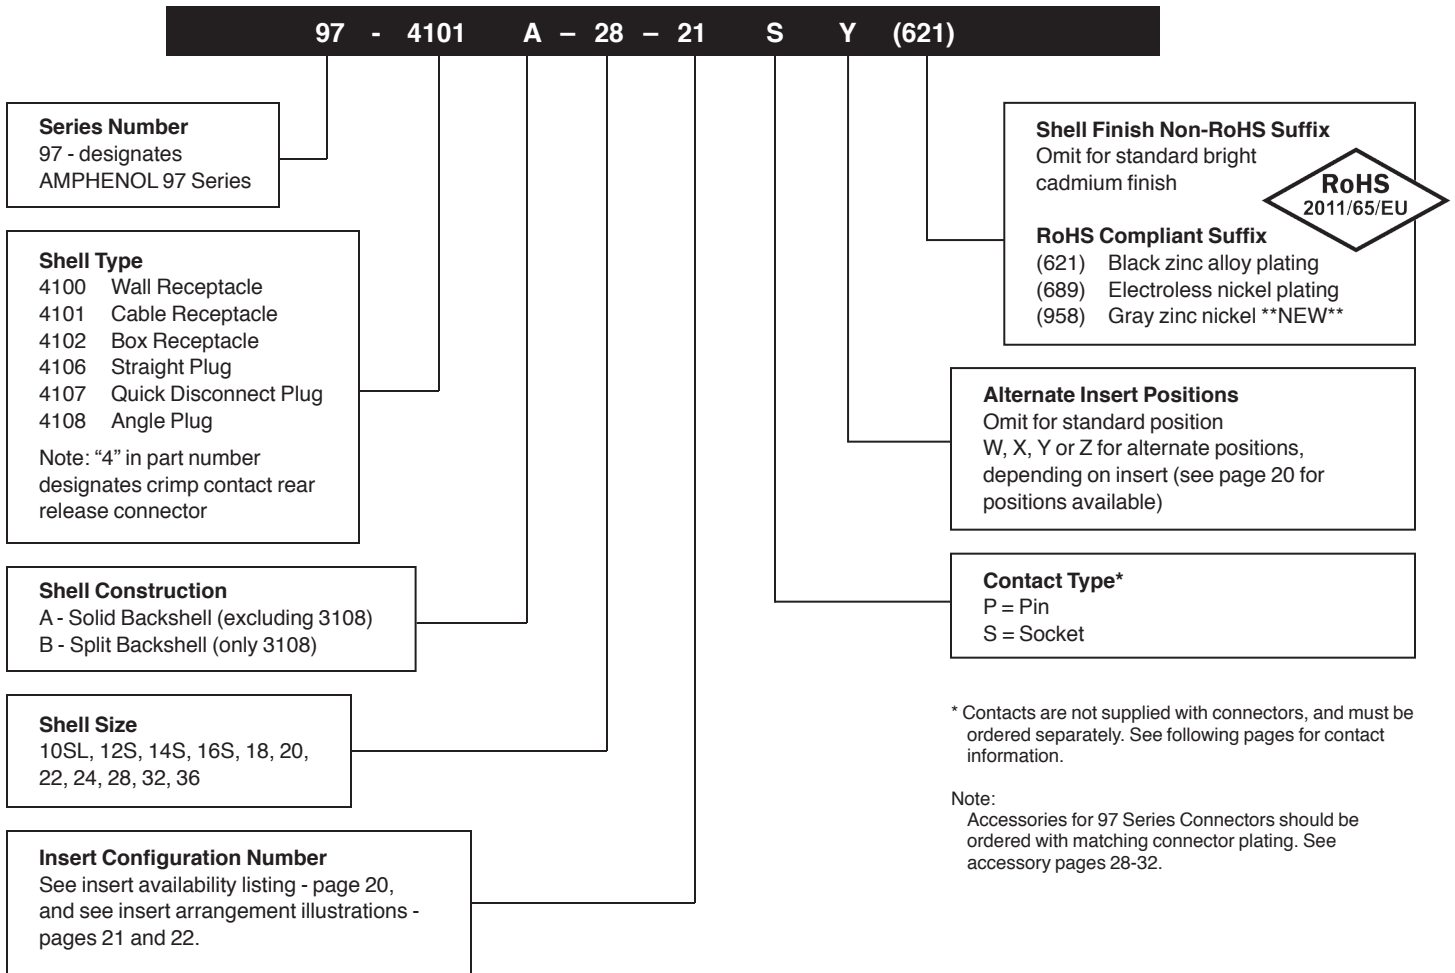 97 - 4101 A – 28 – 21 S Y (621)
Series Number
97 - designates
AMPHENOL 97 Series
Shell Type
4100 Wall Receptacle
4101 Cable Receptacle
4102 Box Receptacle
4106 Straight Plug
4107 Quick Disconnect Plug
4108 Angle Plug
Note: “4” in part number
designates crimp contact rear
release connector
Shell Construction
A - Solid Backshell (excluding 3108)
B - Split Backshell (only 3108)
Shell Size
10SL, 12S, 14S, 16S, 18, 20,
22, 24, 28, 32, 36
Insert Configuration Number
See insert availability listing - page 20,
and see insert arrangement illustrations -
pages 21 and 22.
Shell Finish Non-RoHS Suffix
Omit for standard bright
cadmium finish
RoHS
2011/65/EU
RoHS Compliant Suffix
(621) Black zinc alloy plating
(689) Electroless nickel plating
(958) Gray zinc nickel **NEW**
Alternate Insert Positions
Omit for standard position
W, X, Y or Z for alternate positions,
depending on insert (see page 20 for
positions available)
Contact Type*
P = Pin
S = Socket
* Contacts are not supplied with connectors, and must be
ordered separately. See following pages for contact
information.
Note:
Accessories for 97 Series Connectors should be
ordered with matching connector plating. See
accessory pages 28-32.